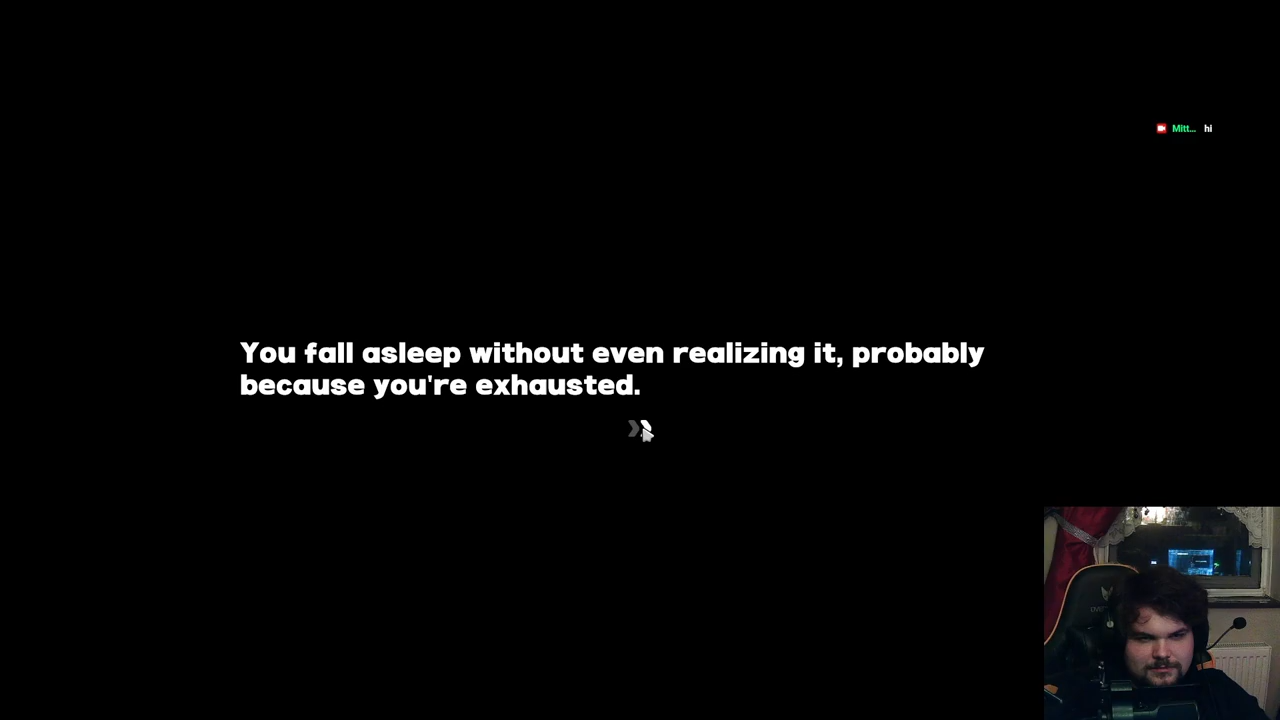 Mitt... hi
You fall asleep without even realizing it, probably
because you're exhausted.